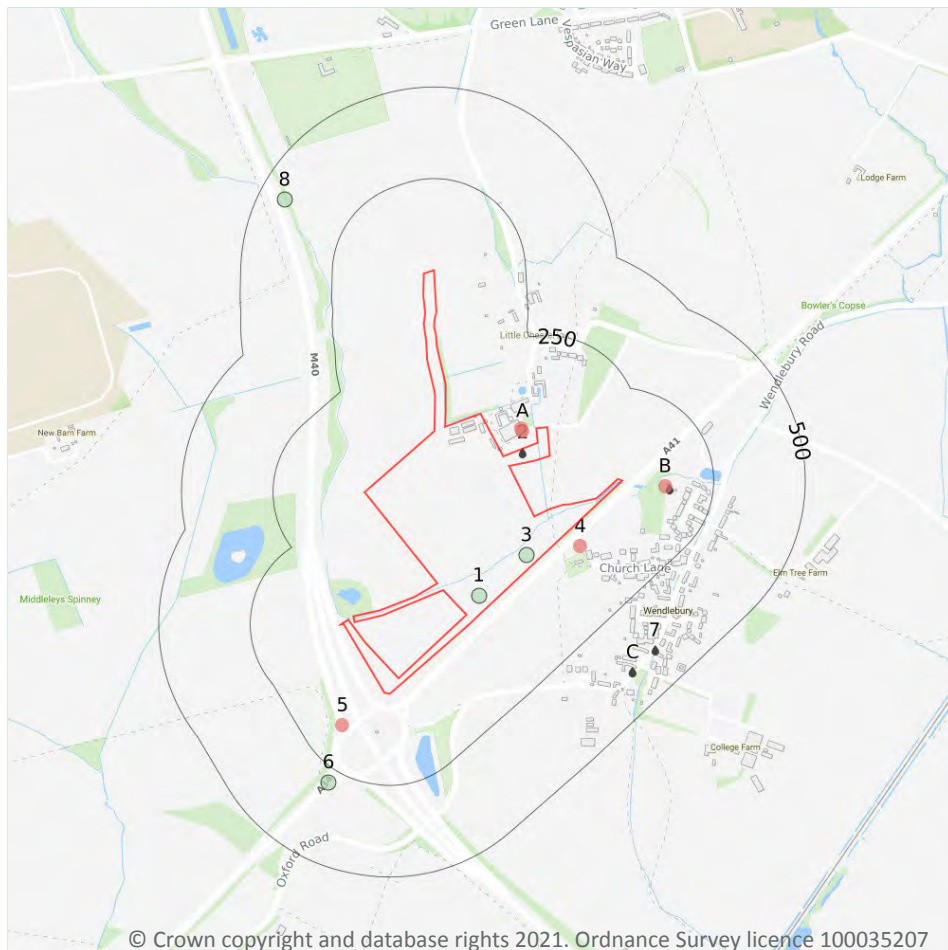 Green Lane
Vespasian Way
8
Lodge Farm
Bowler's Copse
M40
250
Little Chester
Wendlebury Road
A
New Barn Farm
A41
500
B
3
4
Church Lane
1
Elm Tree Farm
Middleleys Spinney
Wendlebury
7
C
5
College Farm
6
Oxford Road
© Crown copyright and database rights 2021. Ordnance Survey licence 100035207